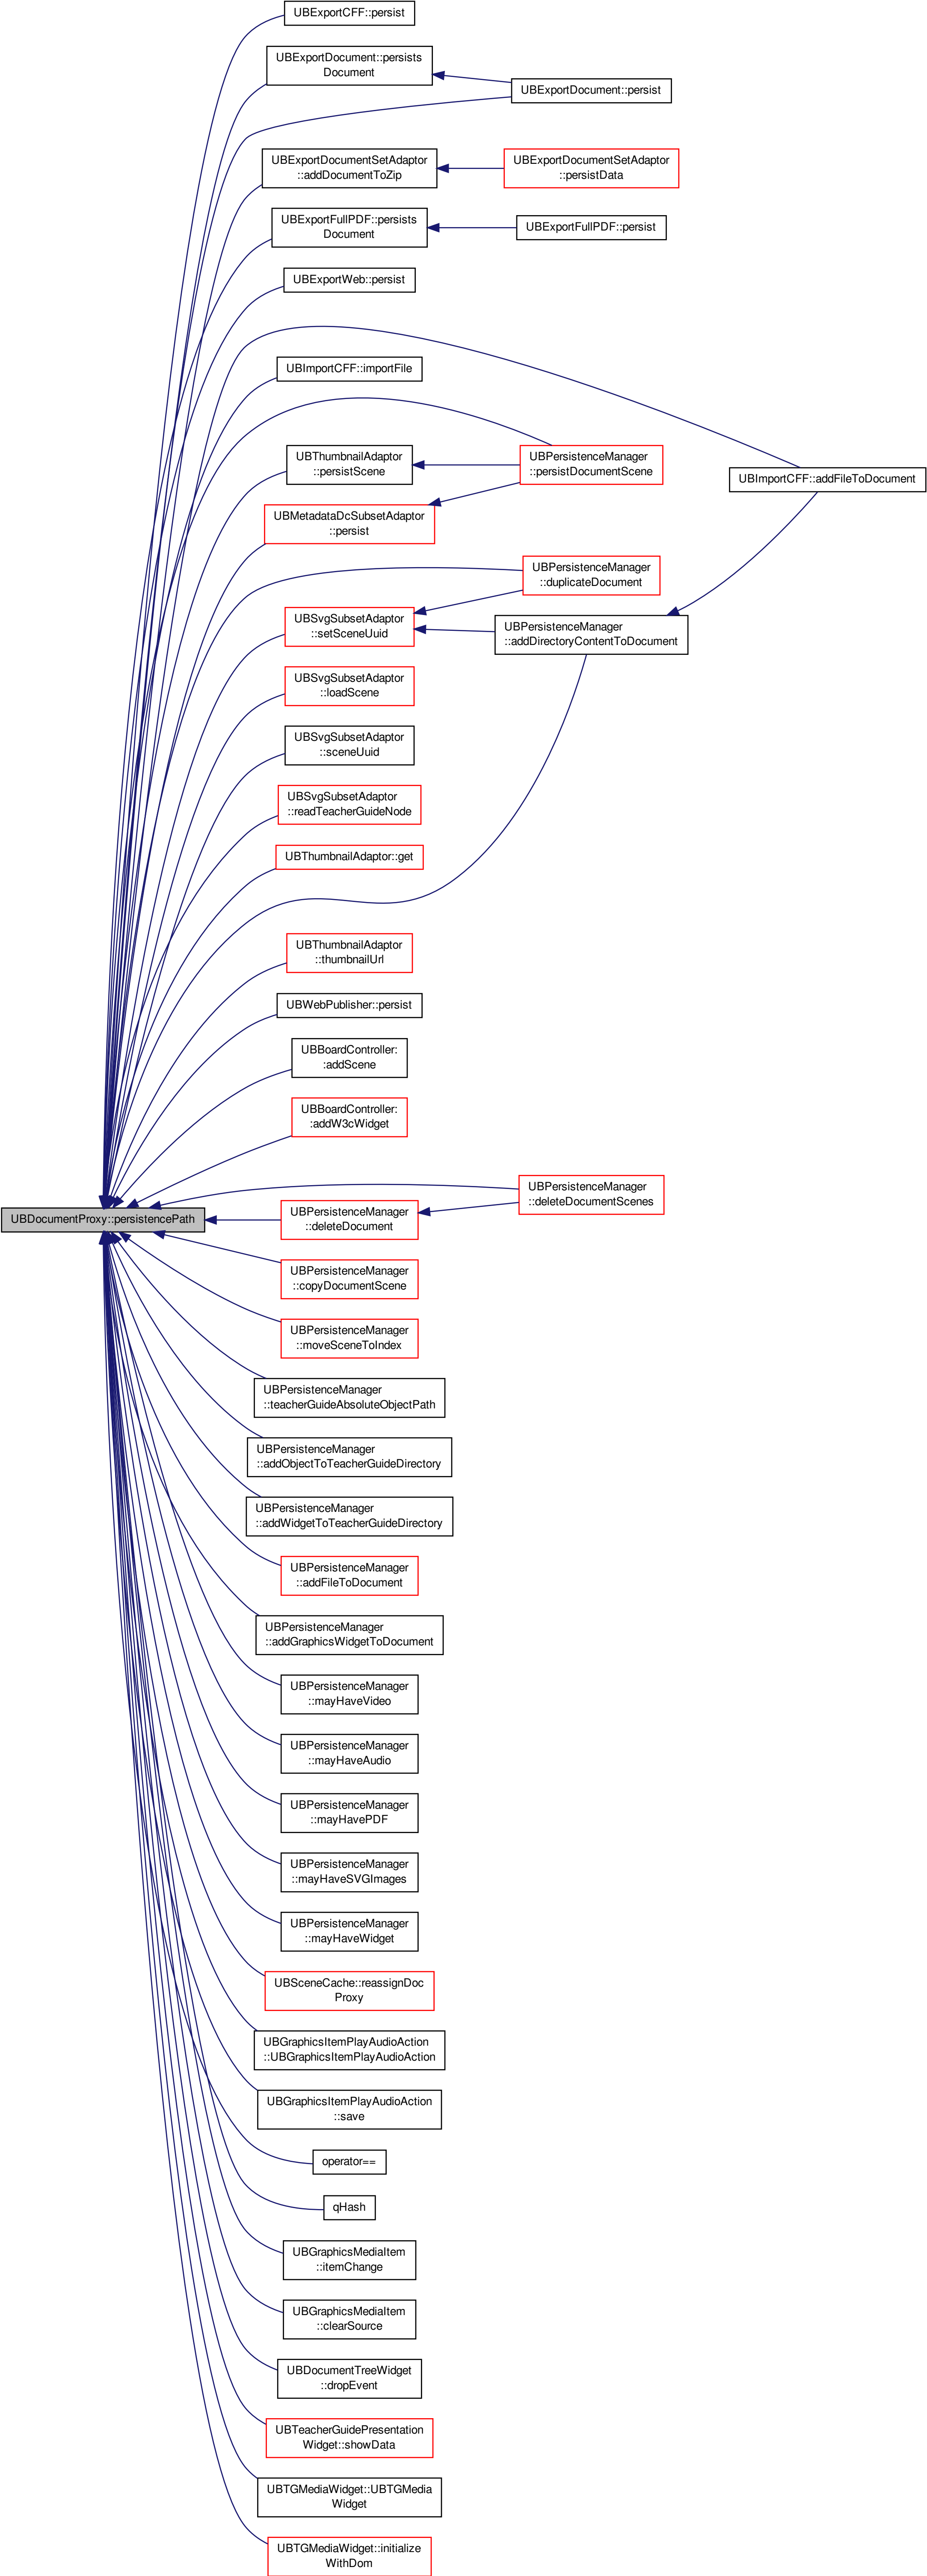 UBExportCFF::persist
UBExportDocument::persists
Document
UBExportDocument::persist
UBExportDocumentSetAdaptor
::addDocumentToZip
UBExportDocumentSetAdaptor
::persistData
UBExportFullPDF::persists
Document
UBExportFullPDF::persist
UBExportWeb::persist
UBImportCFF::importFile
UBThumbnailAdaptor
::persistScene
UBPersistenceManager
::persistDocumentScene
UBImportCFF::addFileToDocument
UBMetadataDcSubsetAdaptor
::persist
UBPersistenceManager
::duplicateDocument
UBSvgSubsetAdaptor
::setSceneUuid
UBPersistenceManager
::addDirectoryContentToDocument
UBSvgSubsetAdaptor
::loadScene
UBSvgSubsetAdaptor
::sceneUuid
UBSvgSubsetAdaptor
::readTeacherGuideNode
UBThumbnailAdaptor::get
UBThumbnailAdaptor
::thumbnailUrl
UBWebPublisher::persist
UBBoardController:
:addScene
UBBoardController:
:addW3cWidget
UBPersistenceManager
::deleteDocumentScenes
UBDocumentProxy::persistencePath
UBPersistenceManager
::deleteDocument
UBPersistenceManager
::copyDocumentScene
UBPersistenceManager
::moveSceneToIndex
UBPersistenceManager
::teacherGuideAbsoluteObjectPath
UBPersistenceManager
::addObjectToTeacherGuideDirectory
UBPersistenceManager
::addWidgetToTeacherGuideDirectory
UBPersistenceManager
::addFileToDocument
UBPersistenceManager
::addGraphicsWidgetToDocument
UBPersistenceManager
::mayHaveVideo
UBPersistenceManager
::mayHaveAudio
UBPersistenceManager
::mayHavePDF
UBPersistenceManager
::mayHaveSVGImages
UBPersistenceManager
::mayHaveWidget
UBSceneCache::reassignDoc
Proxy
UBGraphicsItemPlayAudioAction
::UBGraphicsItemPlayAudioAction
UBGraphicsItemPlayAudioAction
::save
operator==
qHash
UBGraphicsMediaItem
::itemChange
UBGraphicsMediaItem
::clearSource
UBDocumentTreeWidget
::dropEvent
UBTeacherGuidePresentation
Widget::showData
UBTGMediaWidget::UBTGMedia
Widget
UBTGMediaWidget::initialize
WithDom